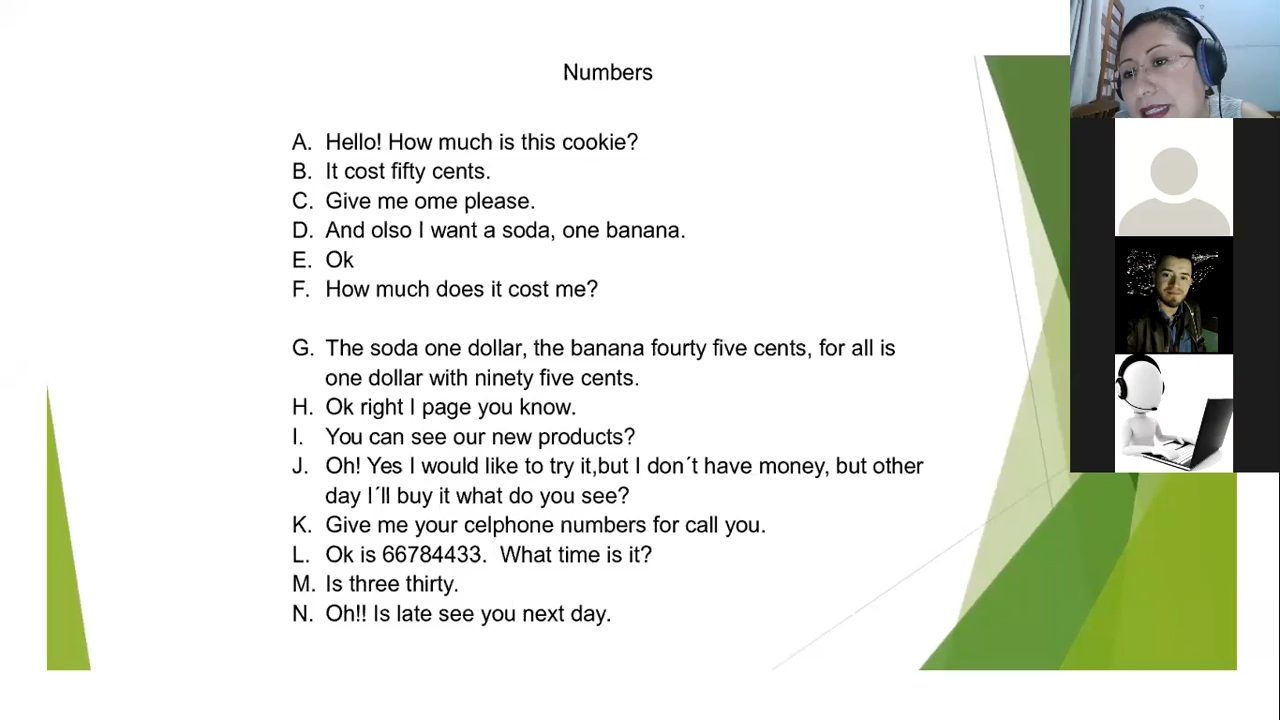 Numbers
A. Hello! How much is this cookie?
B. It cost fifty cents.
C. Give me ome please.
D. And olso I want a soda, one banana.
E. Ok
F. How much does it cost me?
G. The soda one dollar, the banana fourty five cents, for all is
one dollar with ninety five cents.
H. Ok right I page you know.
I. You can see our new products?
J. Oh! Yes I would like to try it,but I don´t have money, but other
day I´ll buy it what do you see?
K. Give me your celphone numbers for call you.
L. Ok is 66784433.  What time is it?
M. Is three thirty.
N. Oh!! Is late see you next day.